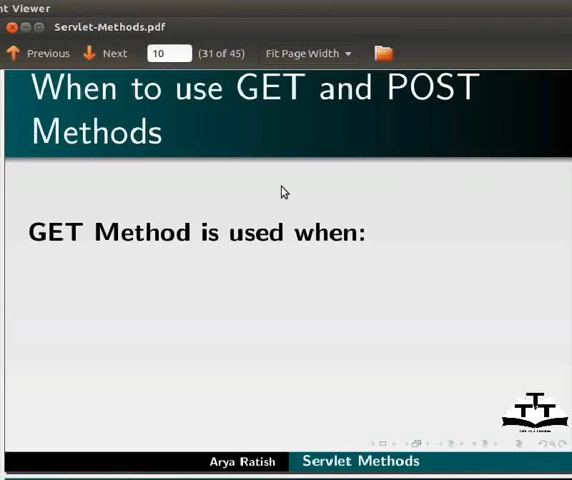 nt Viewer
Servlet-Methods.pdf
Previous Next 10 (31 of 45) Fit Page Width
When to use GET and POST
Methods
GET Method is used when:
TTT
Arya Ratish Servlet Methods